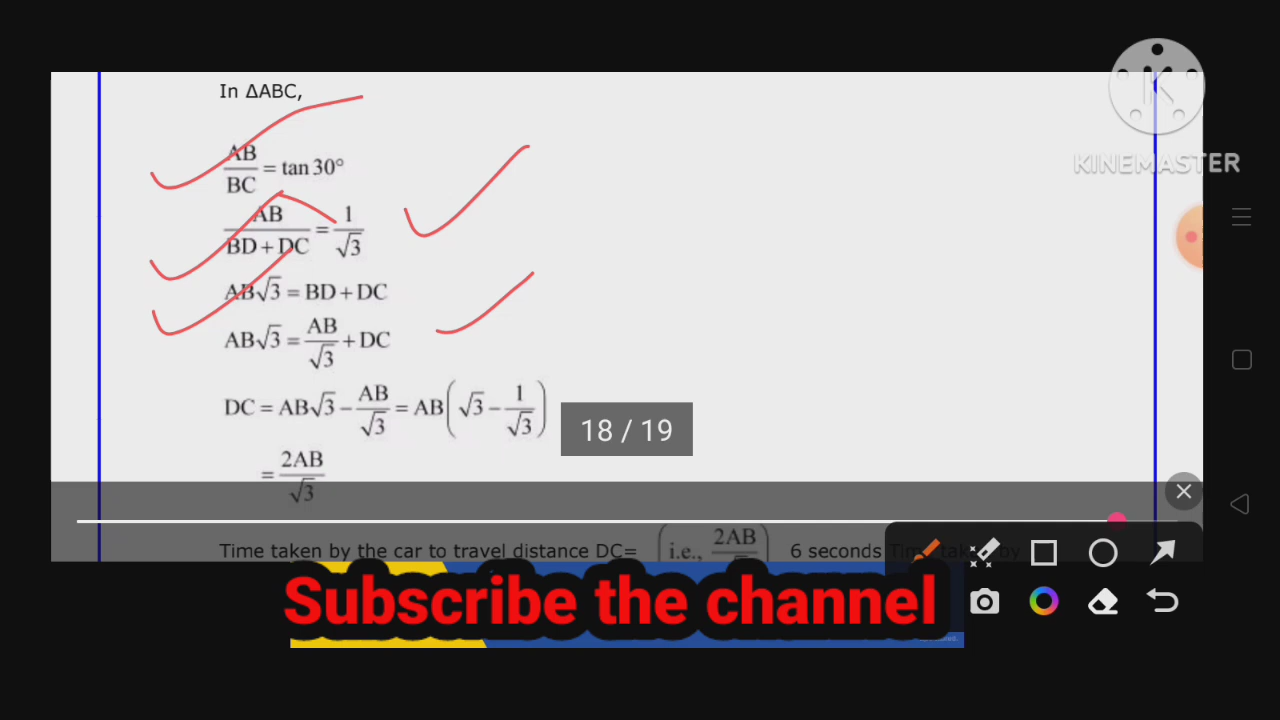 In ΔABC,
AB/BC = tan 30°
AB/(BD + DC) = 1/√3
AB√3 = BD + DC
AB√3 = AB/√3 + DC
DC = AB√3 − AB/√3 = AB(√3 − 1/√3)
= 2AB/√3
18 / 19
Time taken by the car to travel distance DC= (i.e., 2AB 6 seconds
Subscribe the channel
K
KINEMASTER